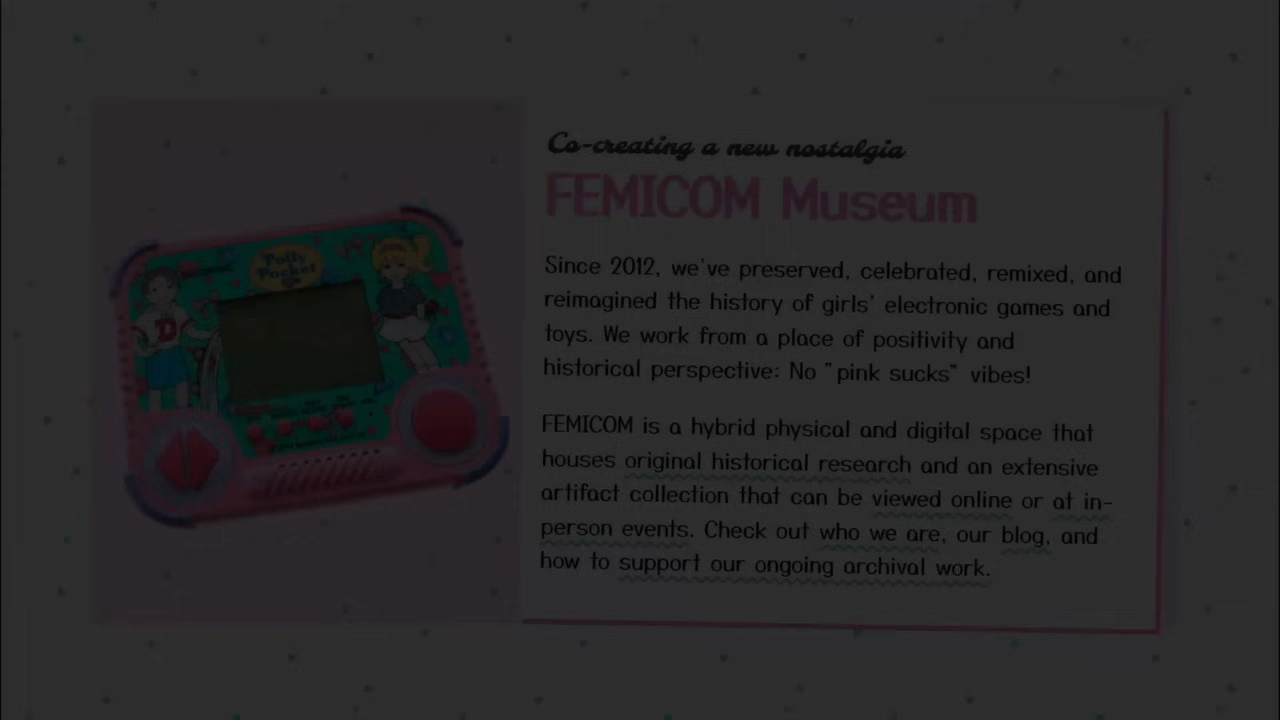 Co-creating a new nostalgia
FEMICOM Museum
Polly
Pocket
D
Since 2012, we've preserved, celebrated, remixed, and
reimagined the history of girls' electronic games and
toys. We work from a place of positivity and
historical perspective: No "pink sucks" vibes!
FEMICOM is a hybrid physical and digital space that
houses original historical research and an extensive
artifact collection that can be viewed online or at in-
person events. Check out who we are, our blog, and
how to support our ongoing archival work.